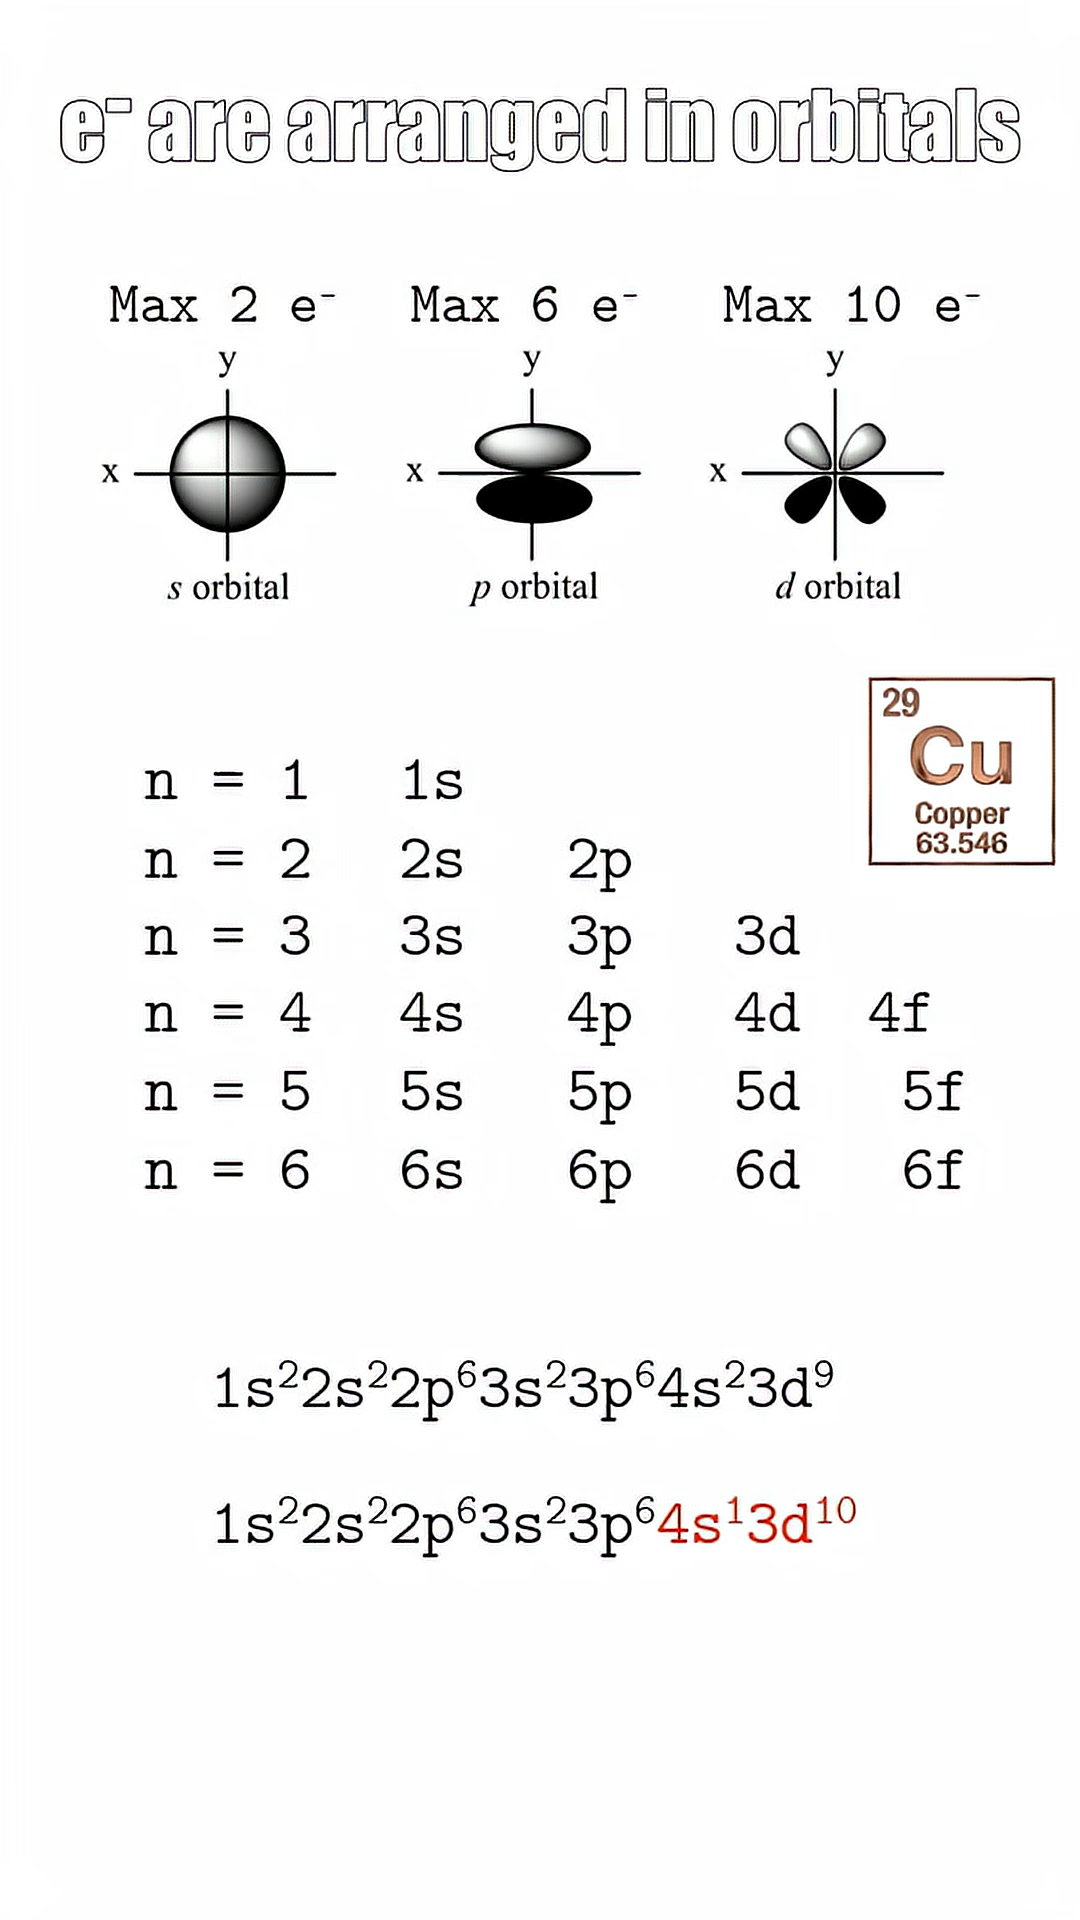 e⁻ are arranged in orbitals
Max 2 e⁻ Max 6 e⁻ Max 10 e⁻
y y y
x x x
s orbital p orbital d orbital
29
Cu
Copper
63.546
n = 1 1s
n = 2 2s 2p
n = 3 3s 3p 3d
n = 4 4s 4p 4d 4f
n = 5 5s 5p 5d 5f
n = 6 6s 6p 6d 6f
1s²2s²2p⁶3s²3p⁶4s²3d⁹
1s²2s²2p⁶3s²3p⁶4s¹3d¹⁰